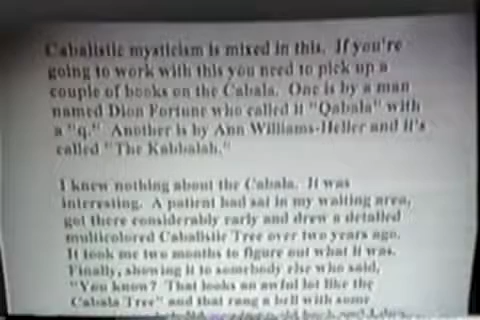 Cabalistic mysticism is mixed in this. If you're
going to work with this you need to pick up a
couple of books on the Cabala. One is by a man
named Dion Fortune who called it "Qabala" with
a "q." Another is by Ann Williams-Heller and it's
called "The Kabbalah."
I knew nothing about the Cabala. It was
interesting. A patient had sat in my waiting area,
got there considerably early and drew a detailed
multicolored Cabalistic Tree over two years ago.
It took me two months to figure out what it was.
Finally, showing it to somebody else who said,
"You know? That looks an awful lot like the
Cabala Tree" and that rang a bell with some